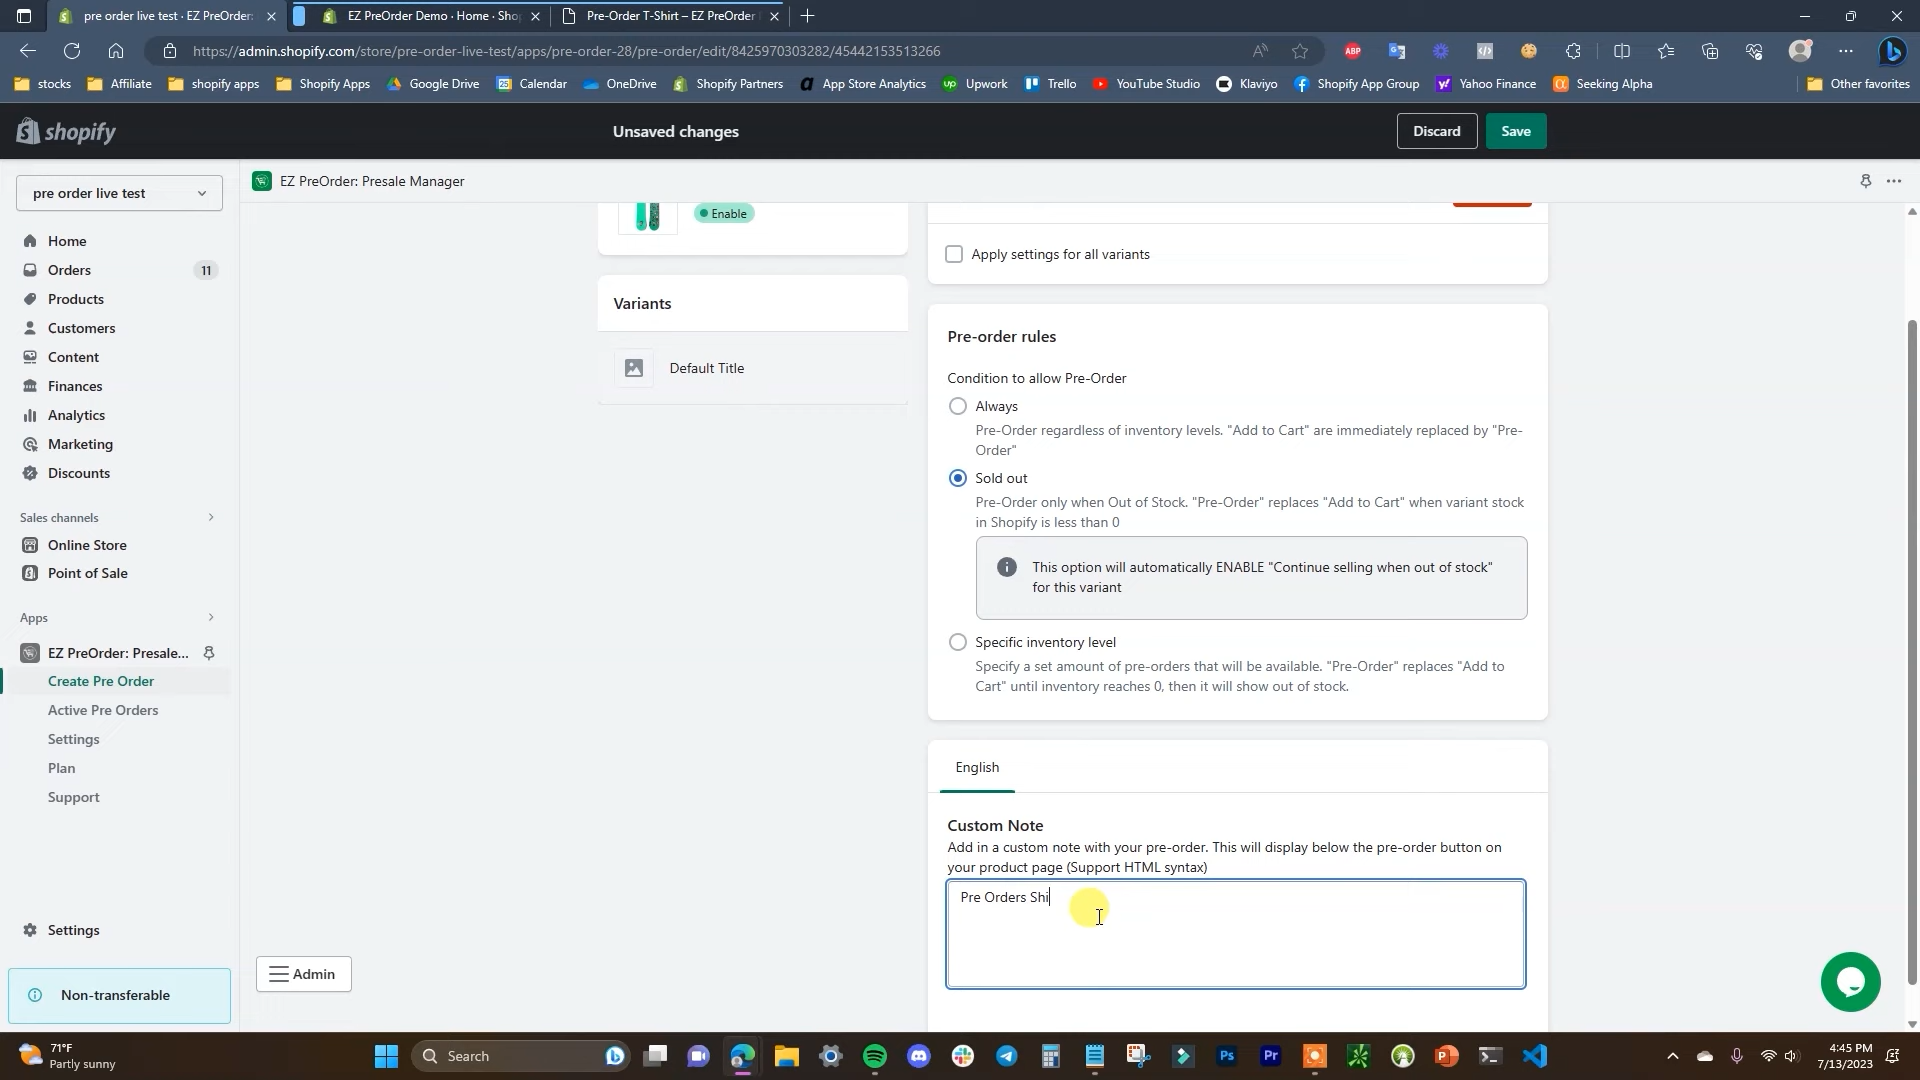 pre order live test · EZ PreOrder:
EZ PreOrder Demo · Home · Sho
Pre-Order T-Shirt – EZ PreOrder
https://admin.shopify.com/store/pre-order-live-test/apps/pre-order-28/pre-order/edit/8425970303282/45442153513266
ABP
stocks
Affiliate
shopify apps
Shopify Apps
Google Drive
Calendar
OneDrive
Shopify Partners
App Store Analytics
Upwork
Trello
YouTube Studio
Klaviyo
Shopify App Group
Yahoo Finance
Seeking Alpha
Other favorites
shopify
Unsaved changes
Discard
Save
pre order live test
EZ PreOrder: Presale Manager
Home
Orders
11
Products
Customers
Content
Finances
Analytics
Marketing
Discounts
Sales channels
Online Store
Point of Sale
Apps
EZ PreOrder: Presale...
Create Pre Order
Active Pre Orders
Settings
Plan
Support
Settings
Non-transferable
Admin
Enable
Variants
Default Title
Apply settings for all variants
Pre-order rules
Condition to allow Pre-Order
Always
Pre-Order regardless of inventory levels. "Add to Cart" are immediately replaced by "Pre-
Order"
Sold out
Pre-Order only when Out of Stock. "Pre-Order" replaces "Add to Cart" when variant stock
in Shopify is less than 0
This option will automatically ENABLE "Continue selling when out of stock"
for this variant
Specific inventory level
Specify a set amount of pre-orders that will be available. "Pre-Order" replaces "Add to
Cart" until inventory reaches 0, then it will show out of stock.
English
Custom Note
Add in a custom note with your pre-order. This will display below the pre-order button on
your product page (Support HTML syntax)
Pre Orders Shi
71°F
Partly sunny
Search
Ps
Pr
4:45 PM
7/13/2023